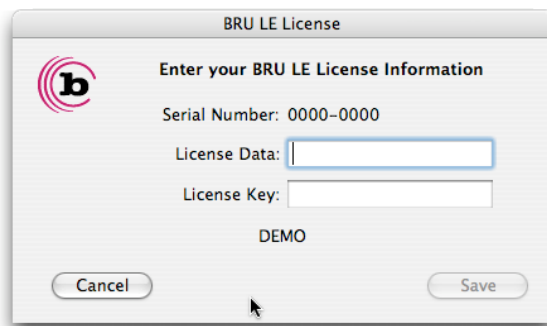 BRU LE License
b
Enter your BRU LE License Information
Serial Number: 0000-0000
License Data:
License Key:
DEMO
Cancel Save